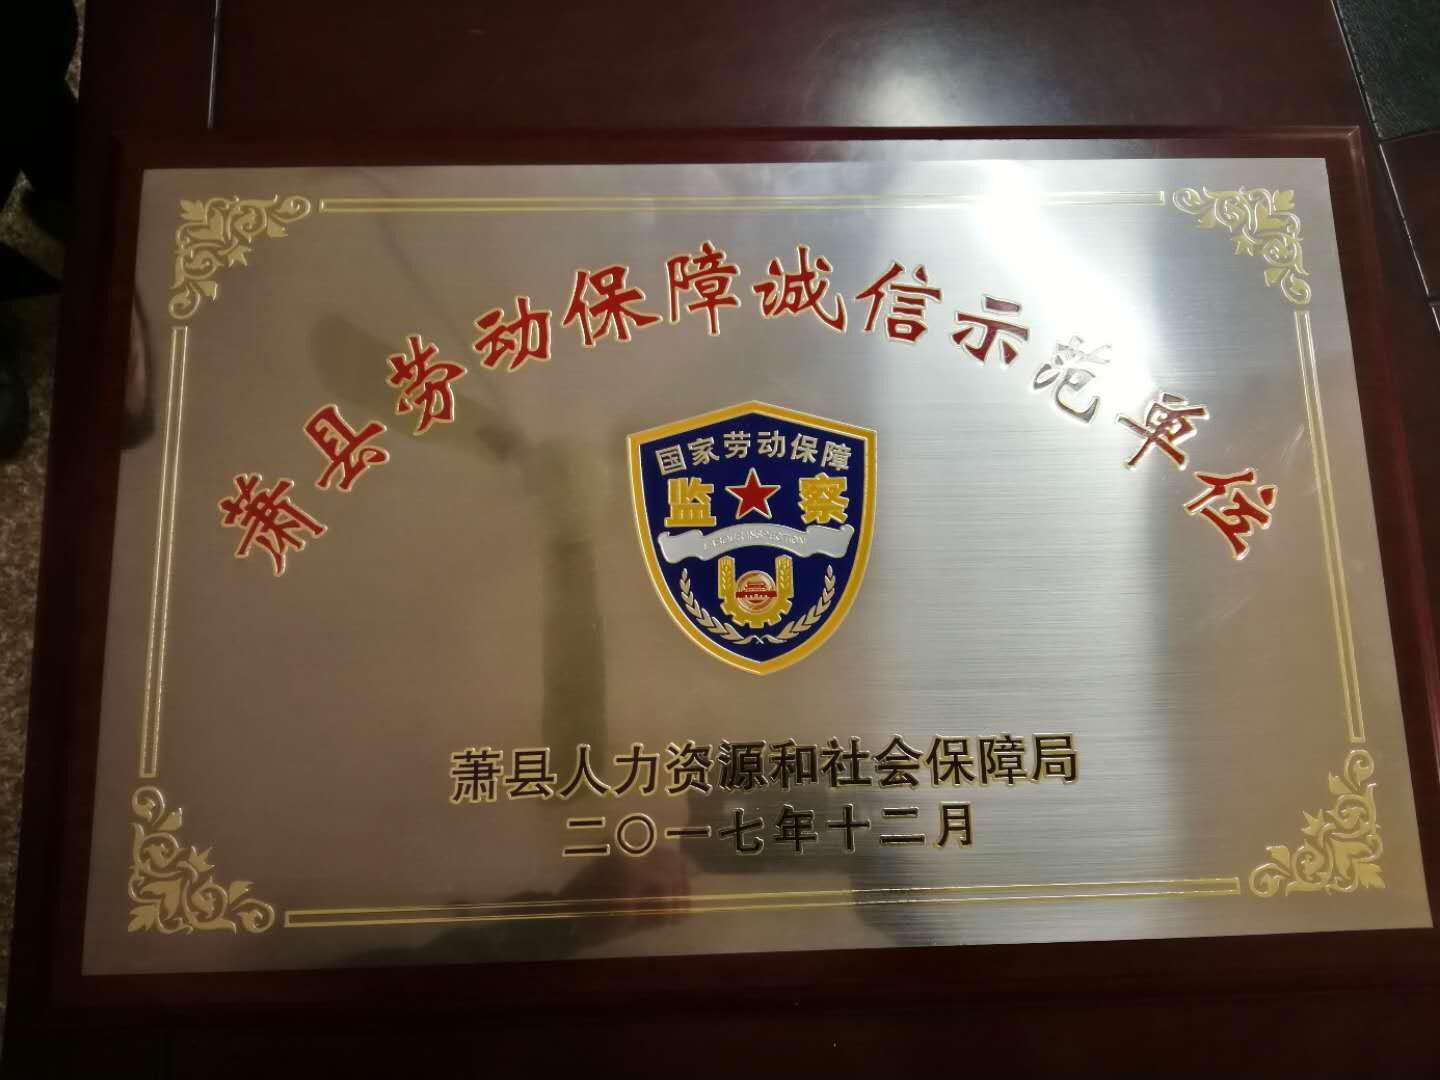 萧县劳动保障诚信示范单位
国家劳动保障
监察
LABOUR INSPECTION
萧县人力资源和社会保障局
二〇一七年十二月